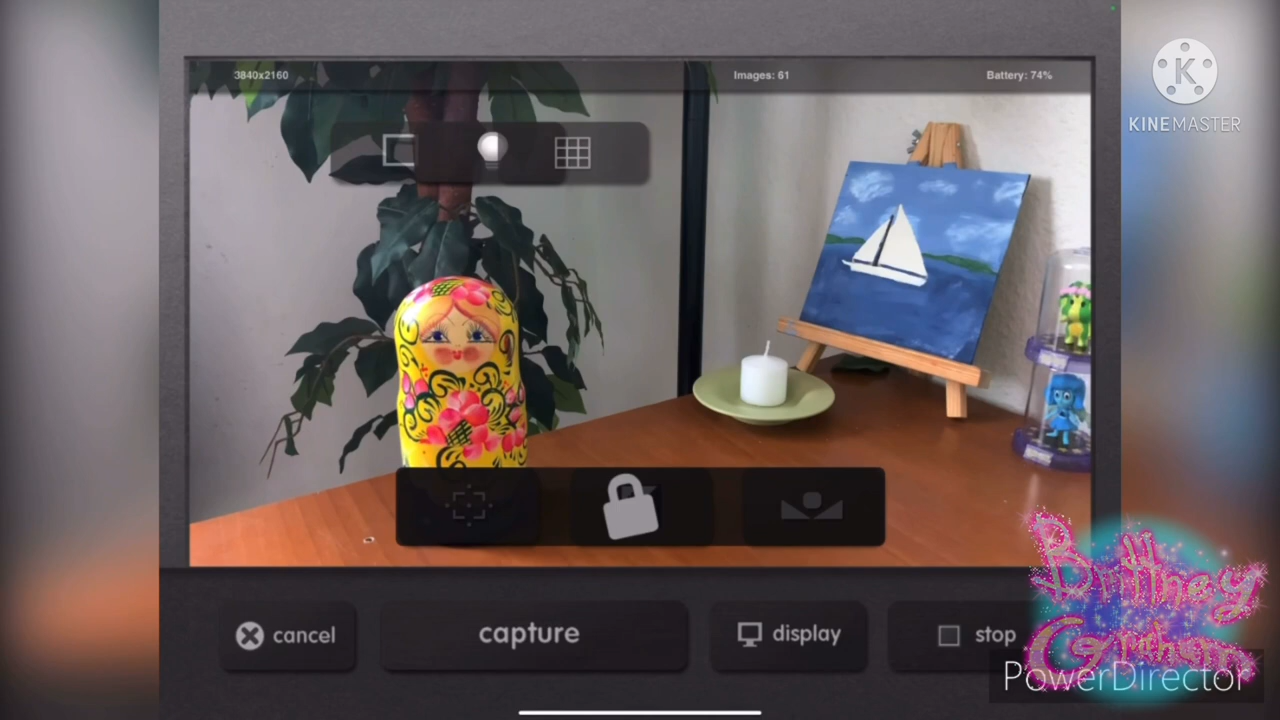 3840x2160
Images: 61
Battery: 74%
KINEMASTER
cancel
capture
display
stop
Brittney
Graham
PowerDirector